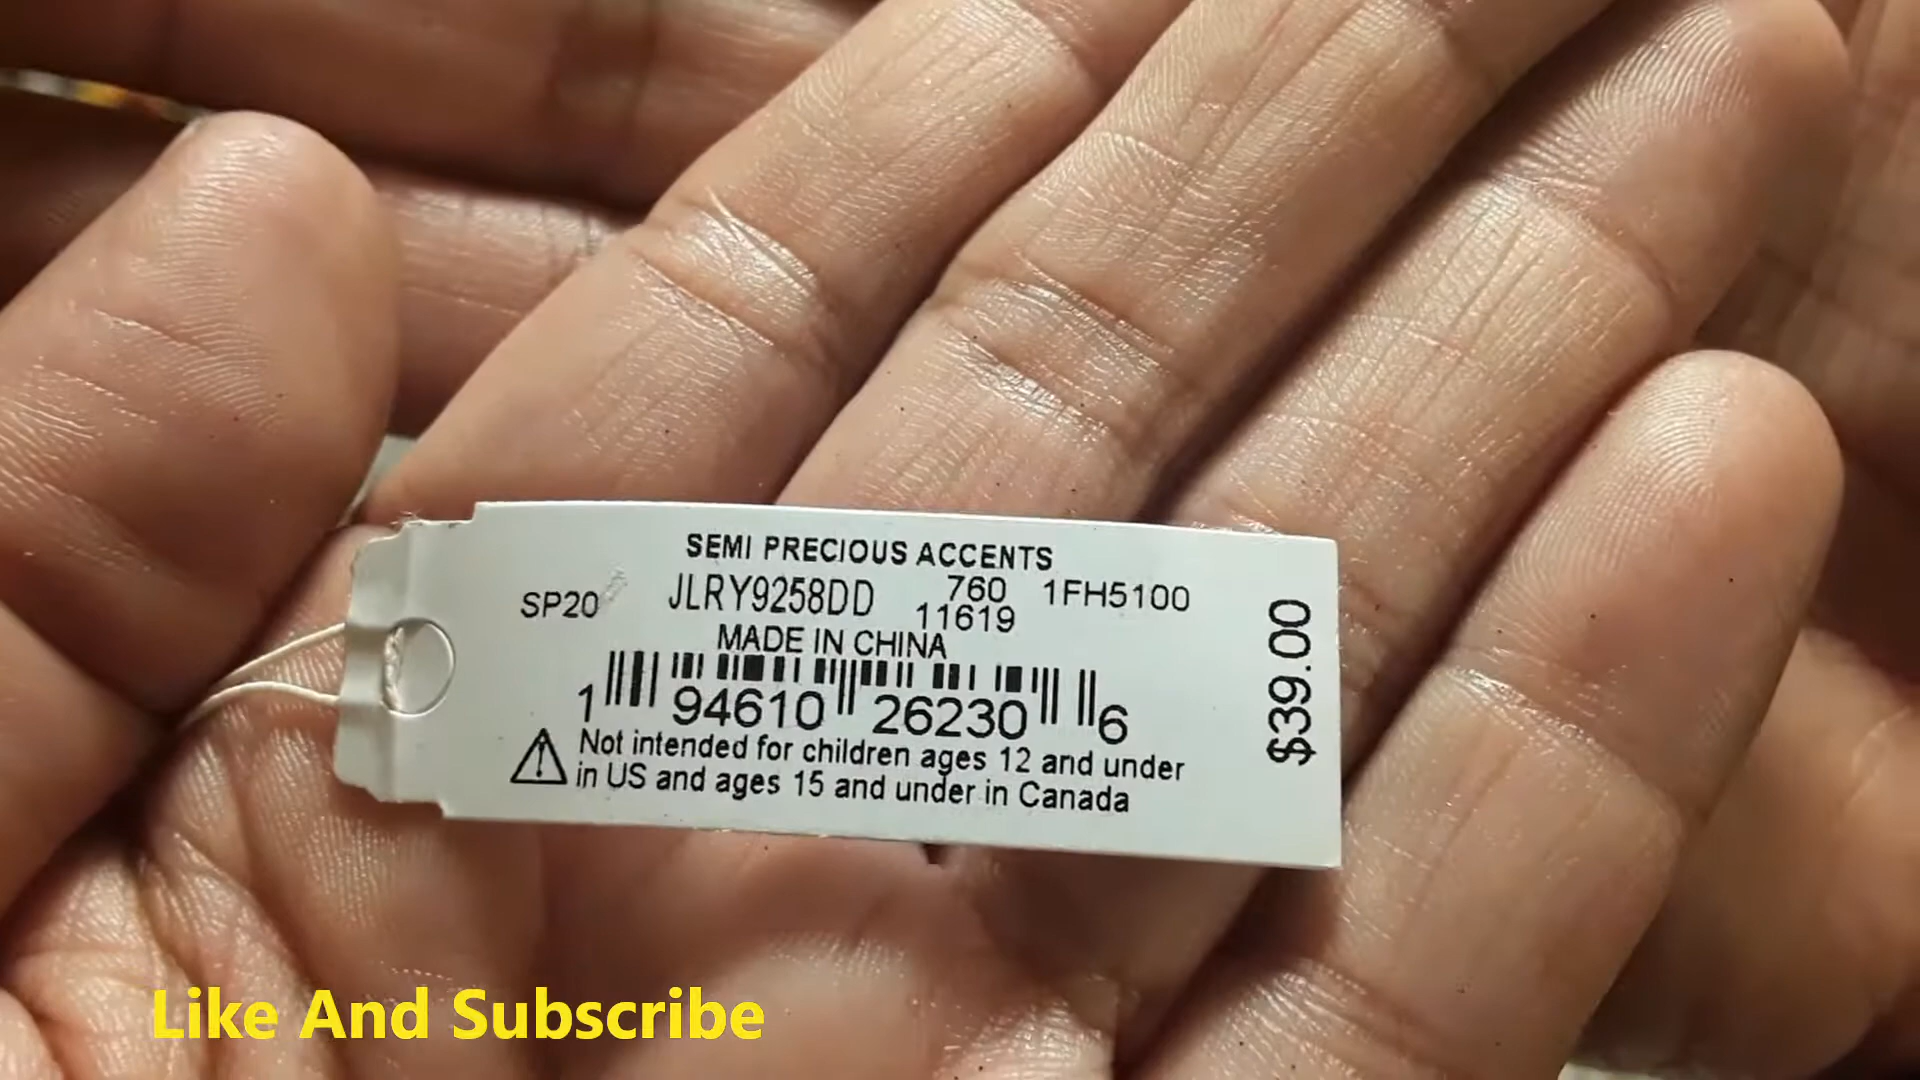 SEMI PRECIOUS ACCENTS
SP20 JLRY9258DD 760 1FH5100
11619
MADE IN CHINA
1 94610 26230 6
Not intended for children ages 12 and under
in US and ages 15 and under in Canada
$39.00
Like And Subscribe